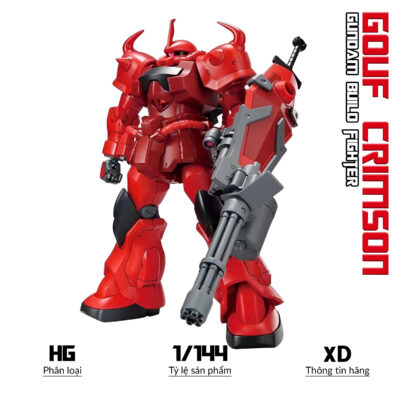 GOUF CRIMSON
GUNDAM BUILD FIGHTER
HG
Phân loại
1/144
Tỷ lệ sản phẩm
XD
Thông tin hãng